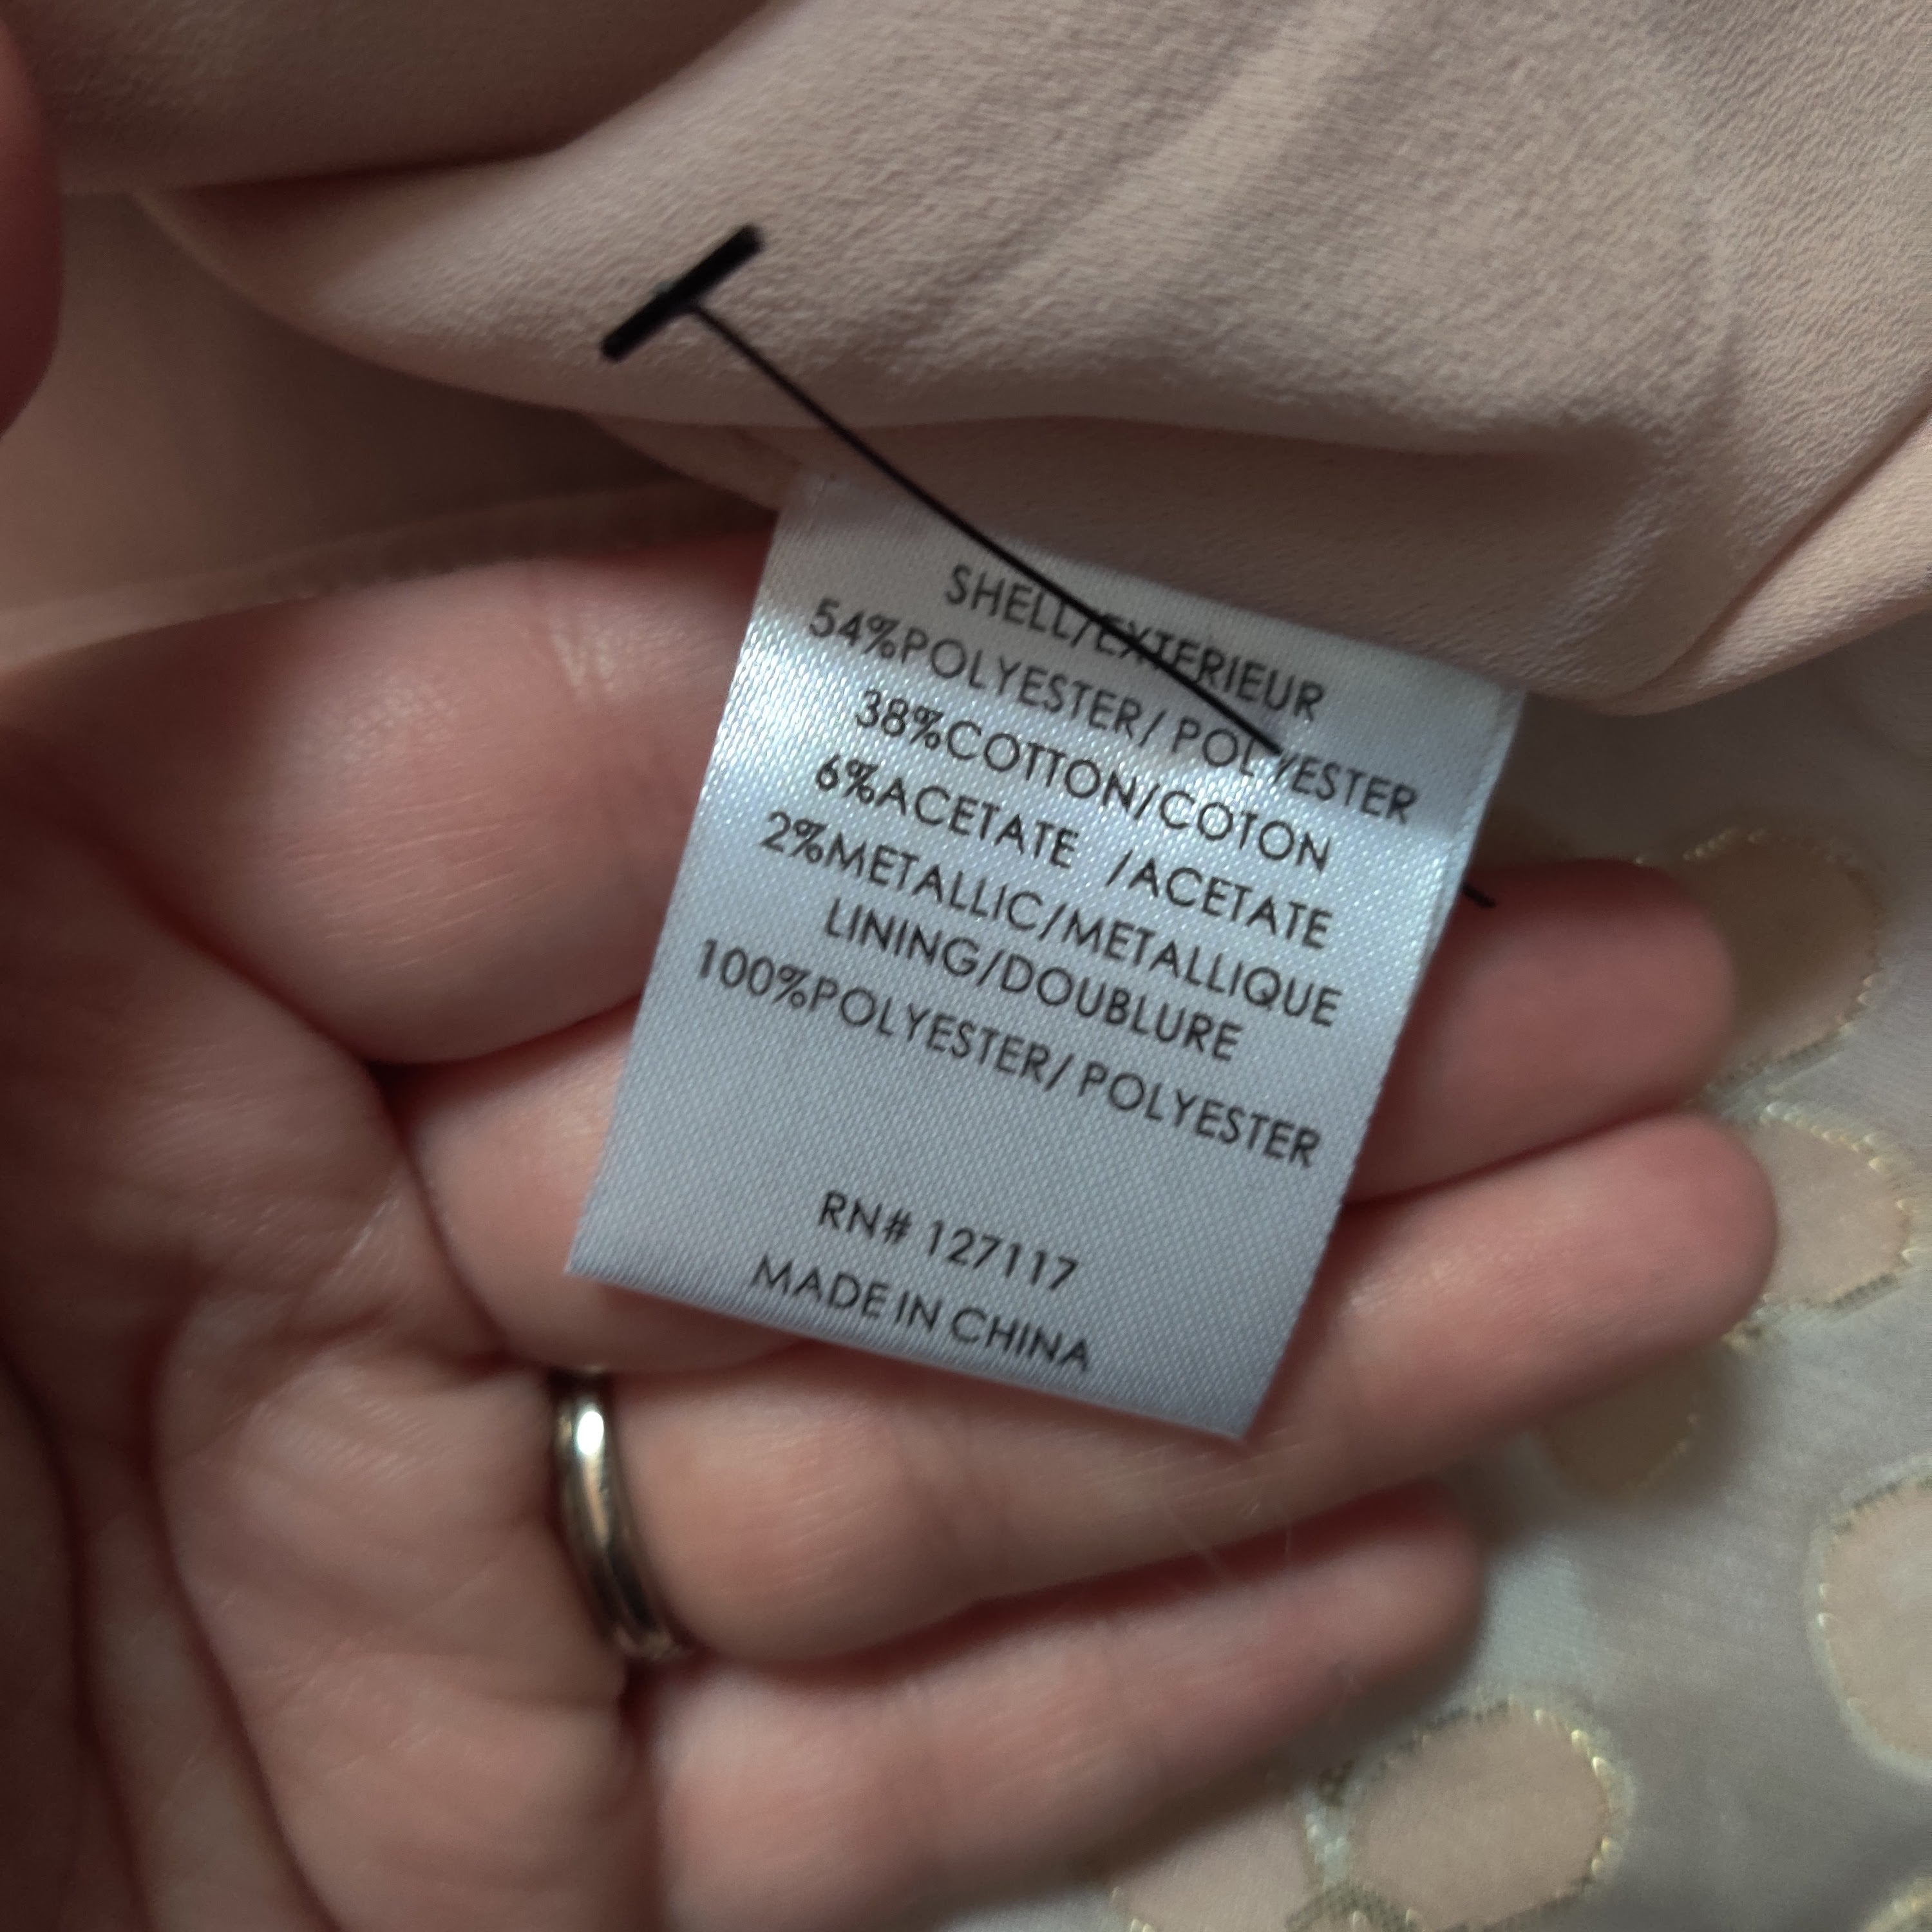 SHELL/EXTERIEUR
54%POLYESTER/ POLYESTER
38%COTTON/COTON
6%ACETATE /ACETATE
2%METALLIC/METALLIQUE
LINING/DOUBLURE
100%POLYESTER/ POLYESTER
RN# 127117
MADE IN CHINA